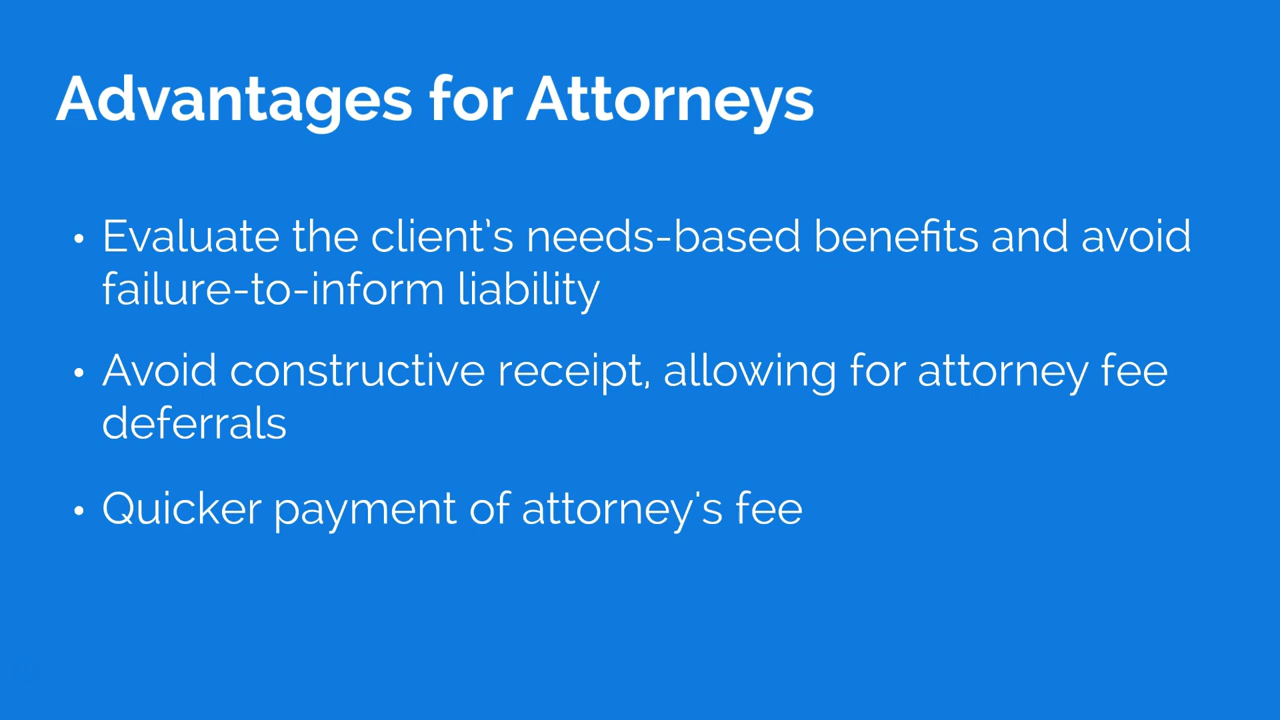 Advantages for Attorneys
• Evaluate the client's needs-based benefits and avoid
failure-to-inform liability
• Avoid constructive receipt, allowing for attorney fee
deferrals
• Quicker payment of attorney's fee